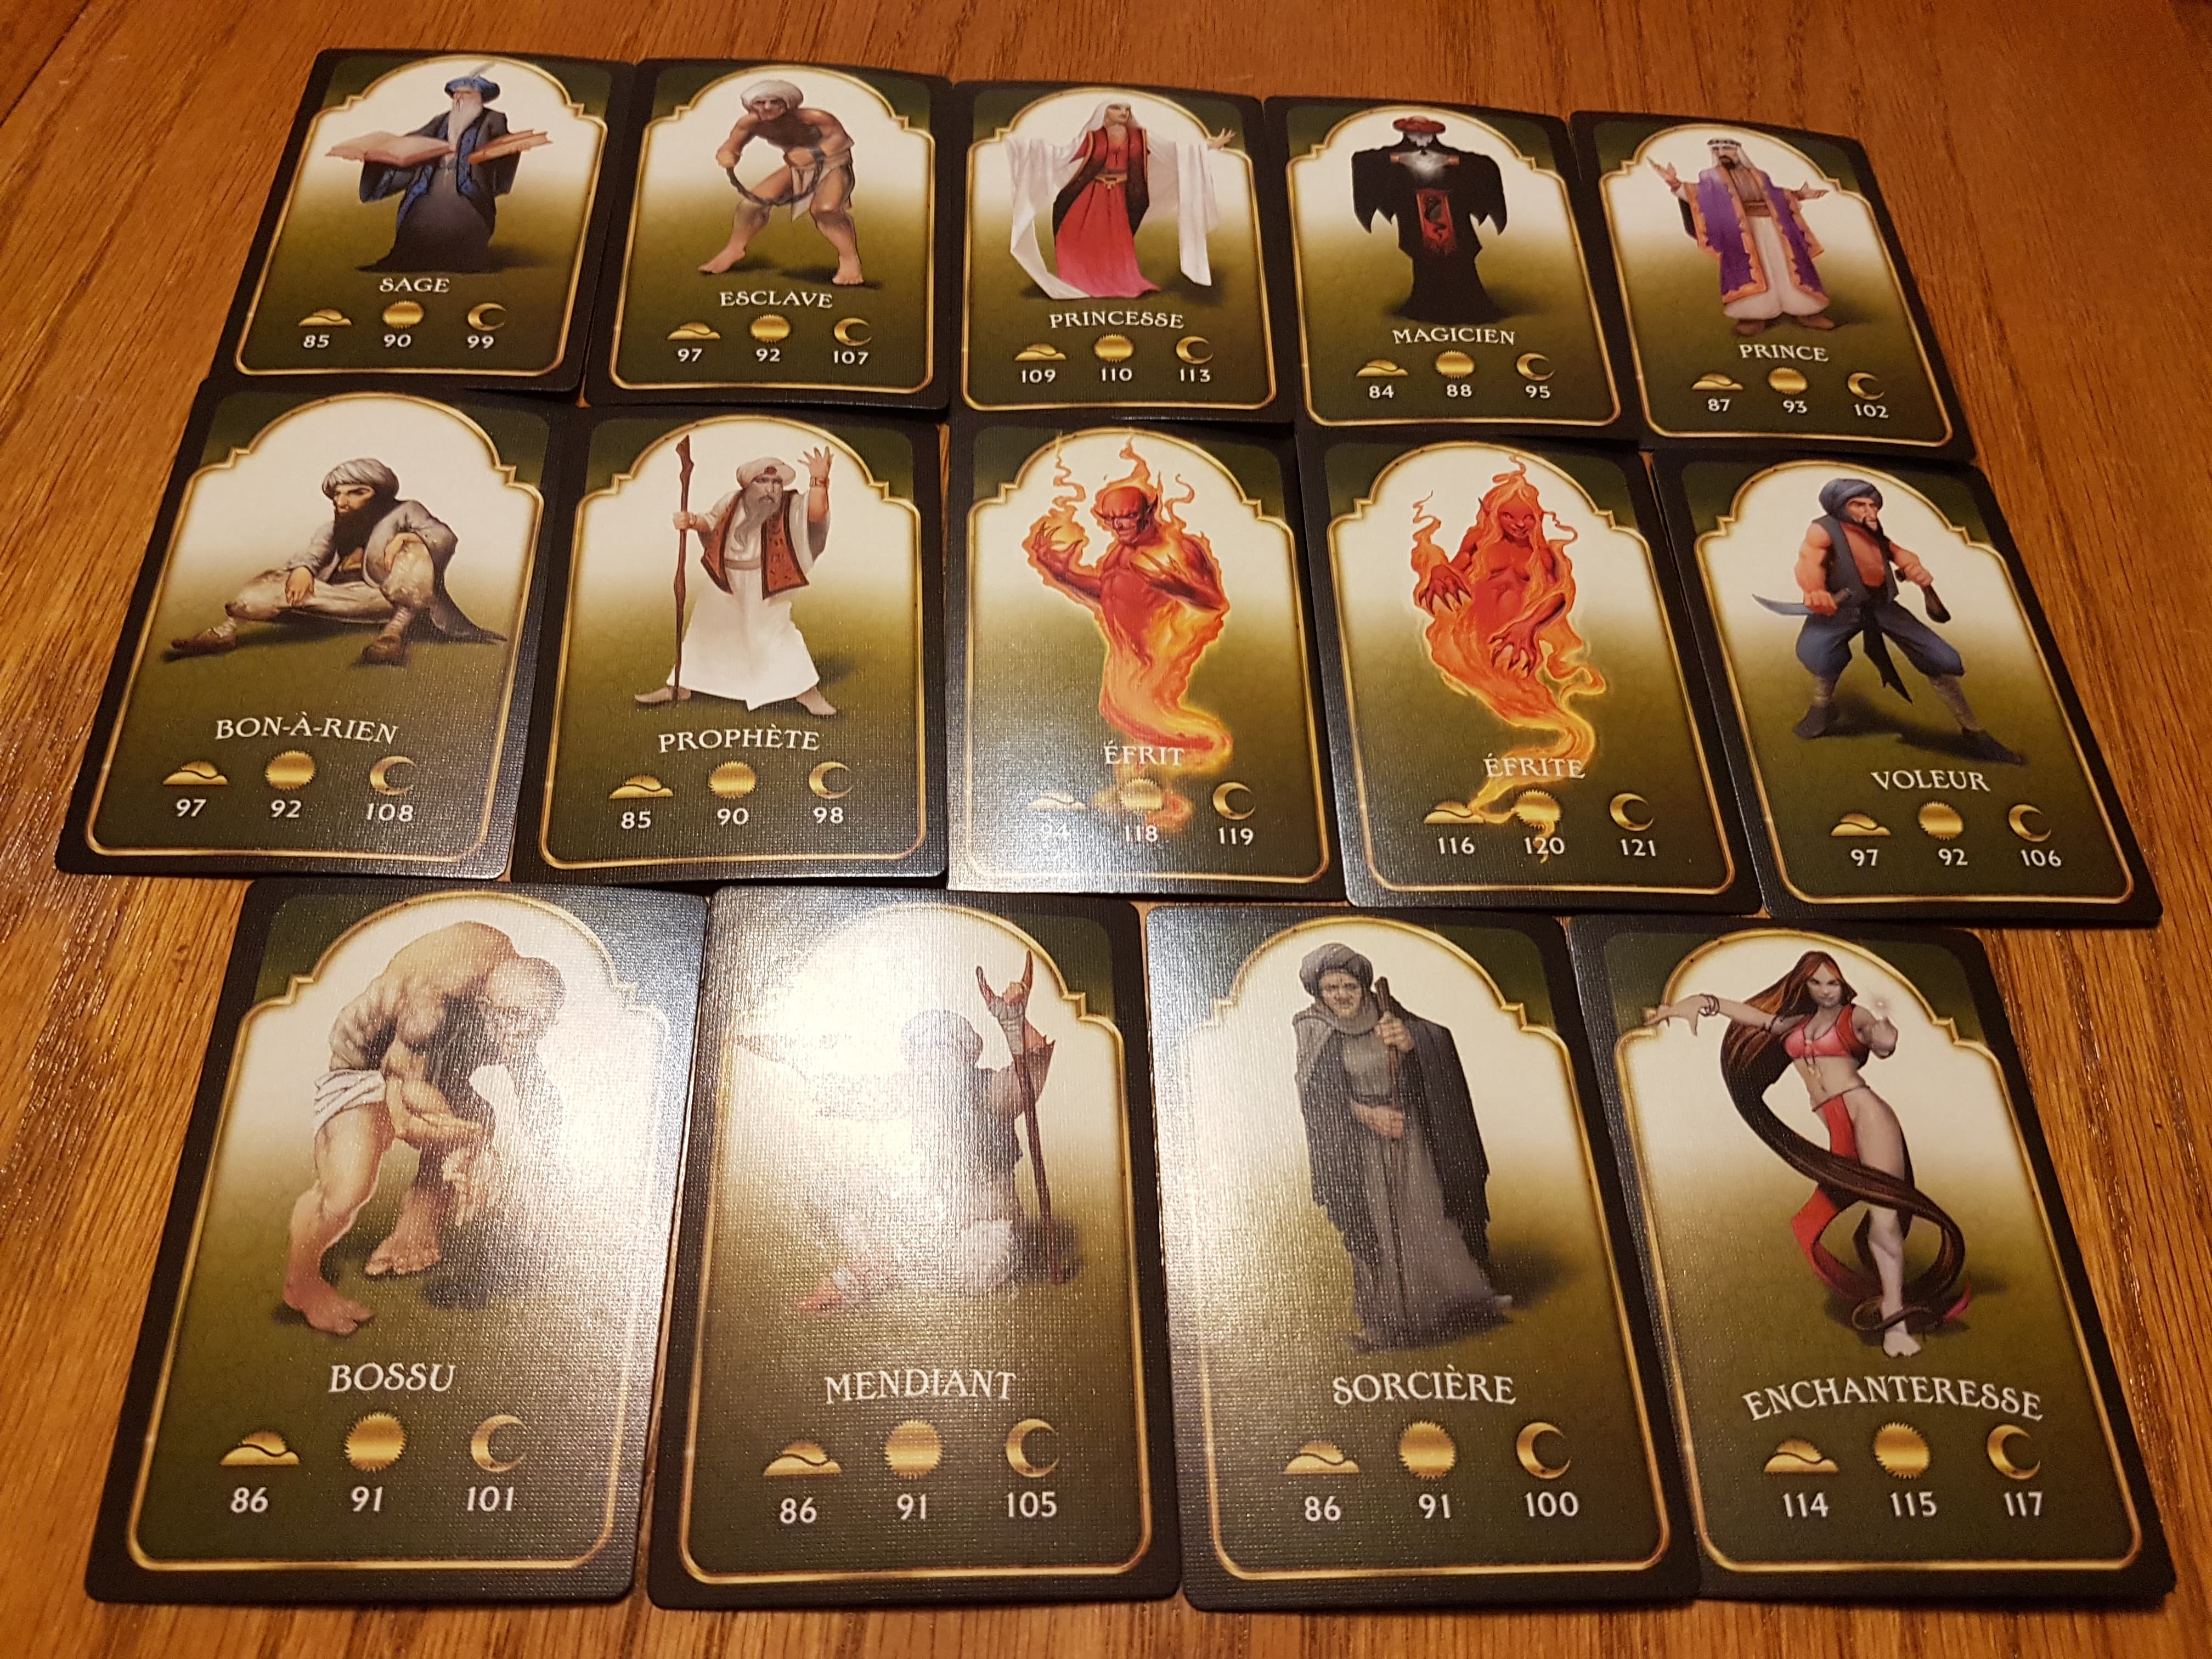 SAGE
85 90 99
ESCLAVE
97 92 107
PRINCESSE
109 110 113
MAGICIEN
84 88 95
PRINCE
87 93 102
BON-À-RIEN
97 92 108
PROPHÈTE
85 90 98
ÉFRIT
94 118 119
ÉFRITE
116 120 121
VOLEUR
97 92 106
BOSSU
86 91 101
MENDIANT
86 91 105
SORCIÈRE
86 91 100
ENCHANTERESSE
114 115 117